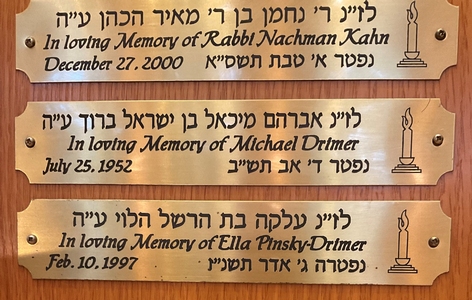 לז״נ ר׳ נחמן בן ר׳ מאיר הכהן ע״ה
In loving Memory of Rabbi Nachman Kahn
December 27, 2000 נפטר א׳ טבת תשס״א
לז״נ אברהם מיכאל בן ישראל ברוך ע״ה
In loving Memory of Michael Drimer
July 25, 1952 נפטר ד׳ אב תשי״ב
לז״נ עלקה בת הרשל הלוי ע״ה
In loving Memory of Ella Pinsky-Drimer
Feb. 10, 1997 נפטרה ג׳ אדר תשנ״ז